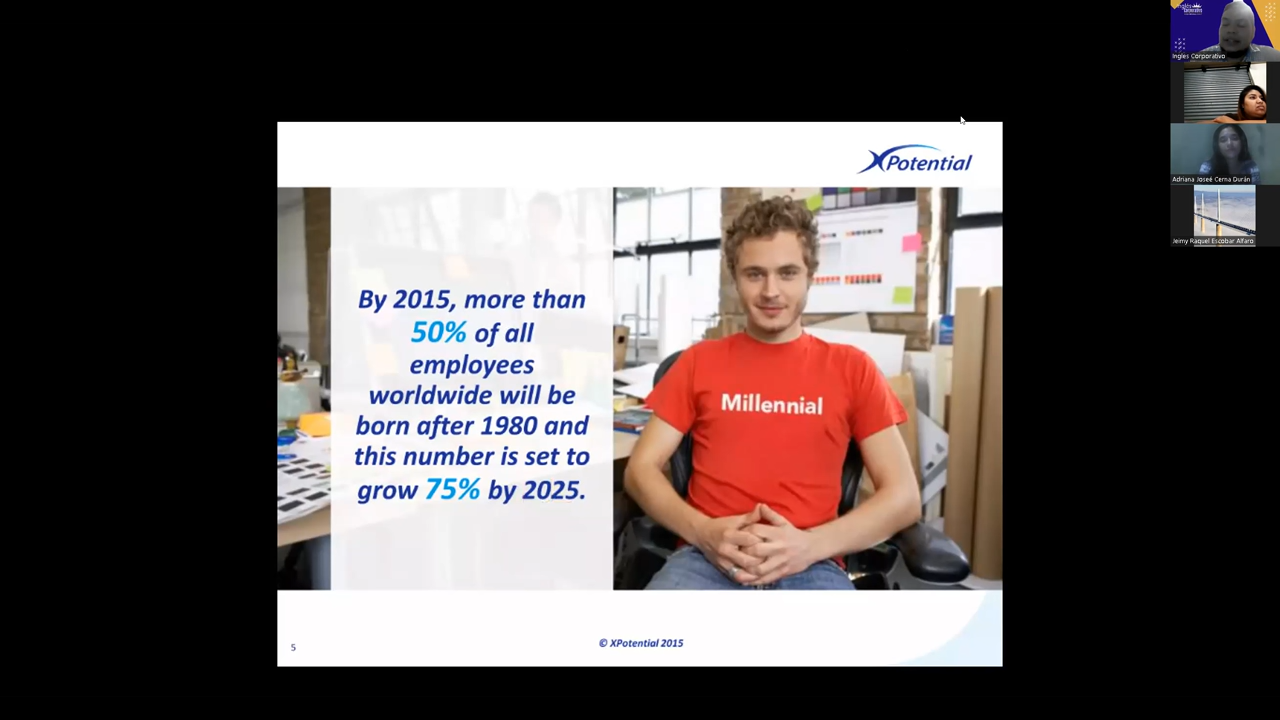 XPotential
By 2015, more than
50% of all
employees
worldwide will be
born after 1980 and
this number is set to
grow 75% by 2025.
Millennial
5
© XPotential 2015
Ingles Corporativo
Adriana Joseé Cerna Durán
Jeimy Raquel Escobar Alfaro